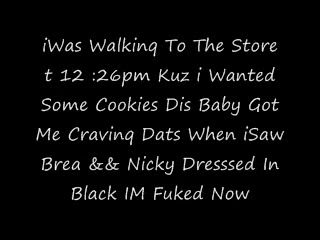 iWas Walkinq To The Store
t 12 :26pm Kuz i Wanted
Some Cookies Dis Baby Got
Me Cravinq Dats When iSaw
Brea && Nicky Dresssed In
Black IM Fuked Now